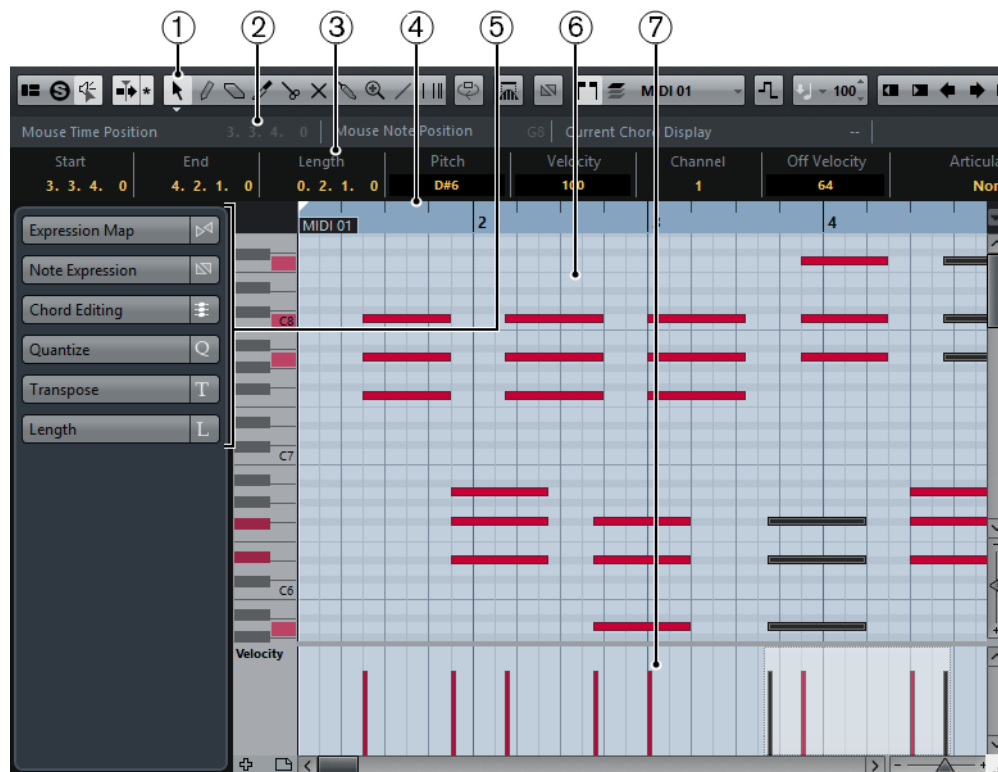 ① ② ③ ④ ⑤ ⑥ ⑦
MIDI 01 100
Mouse Time Position 3. 3. 4. 0 Mouse Note Position G8 Current Chord Display --
Start End Length Pitch Velocity Channel Off Velocity Articula
3. 3. 4. 0 4. 2. 1. 0 0. 2. 1. 0 D#6 100 1 64 Nor
MIDI 01 2 3 4
Expression Map
Note Expression
Chord Editing
C8
Quantize Q
Transpose T
Length L
C7
C6
Velocity